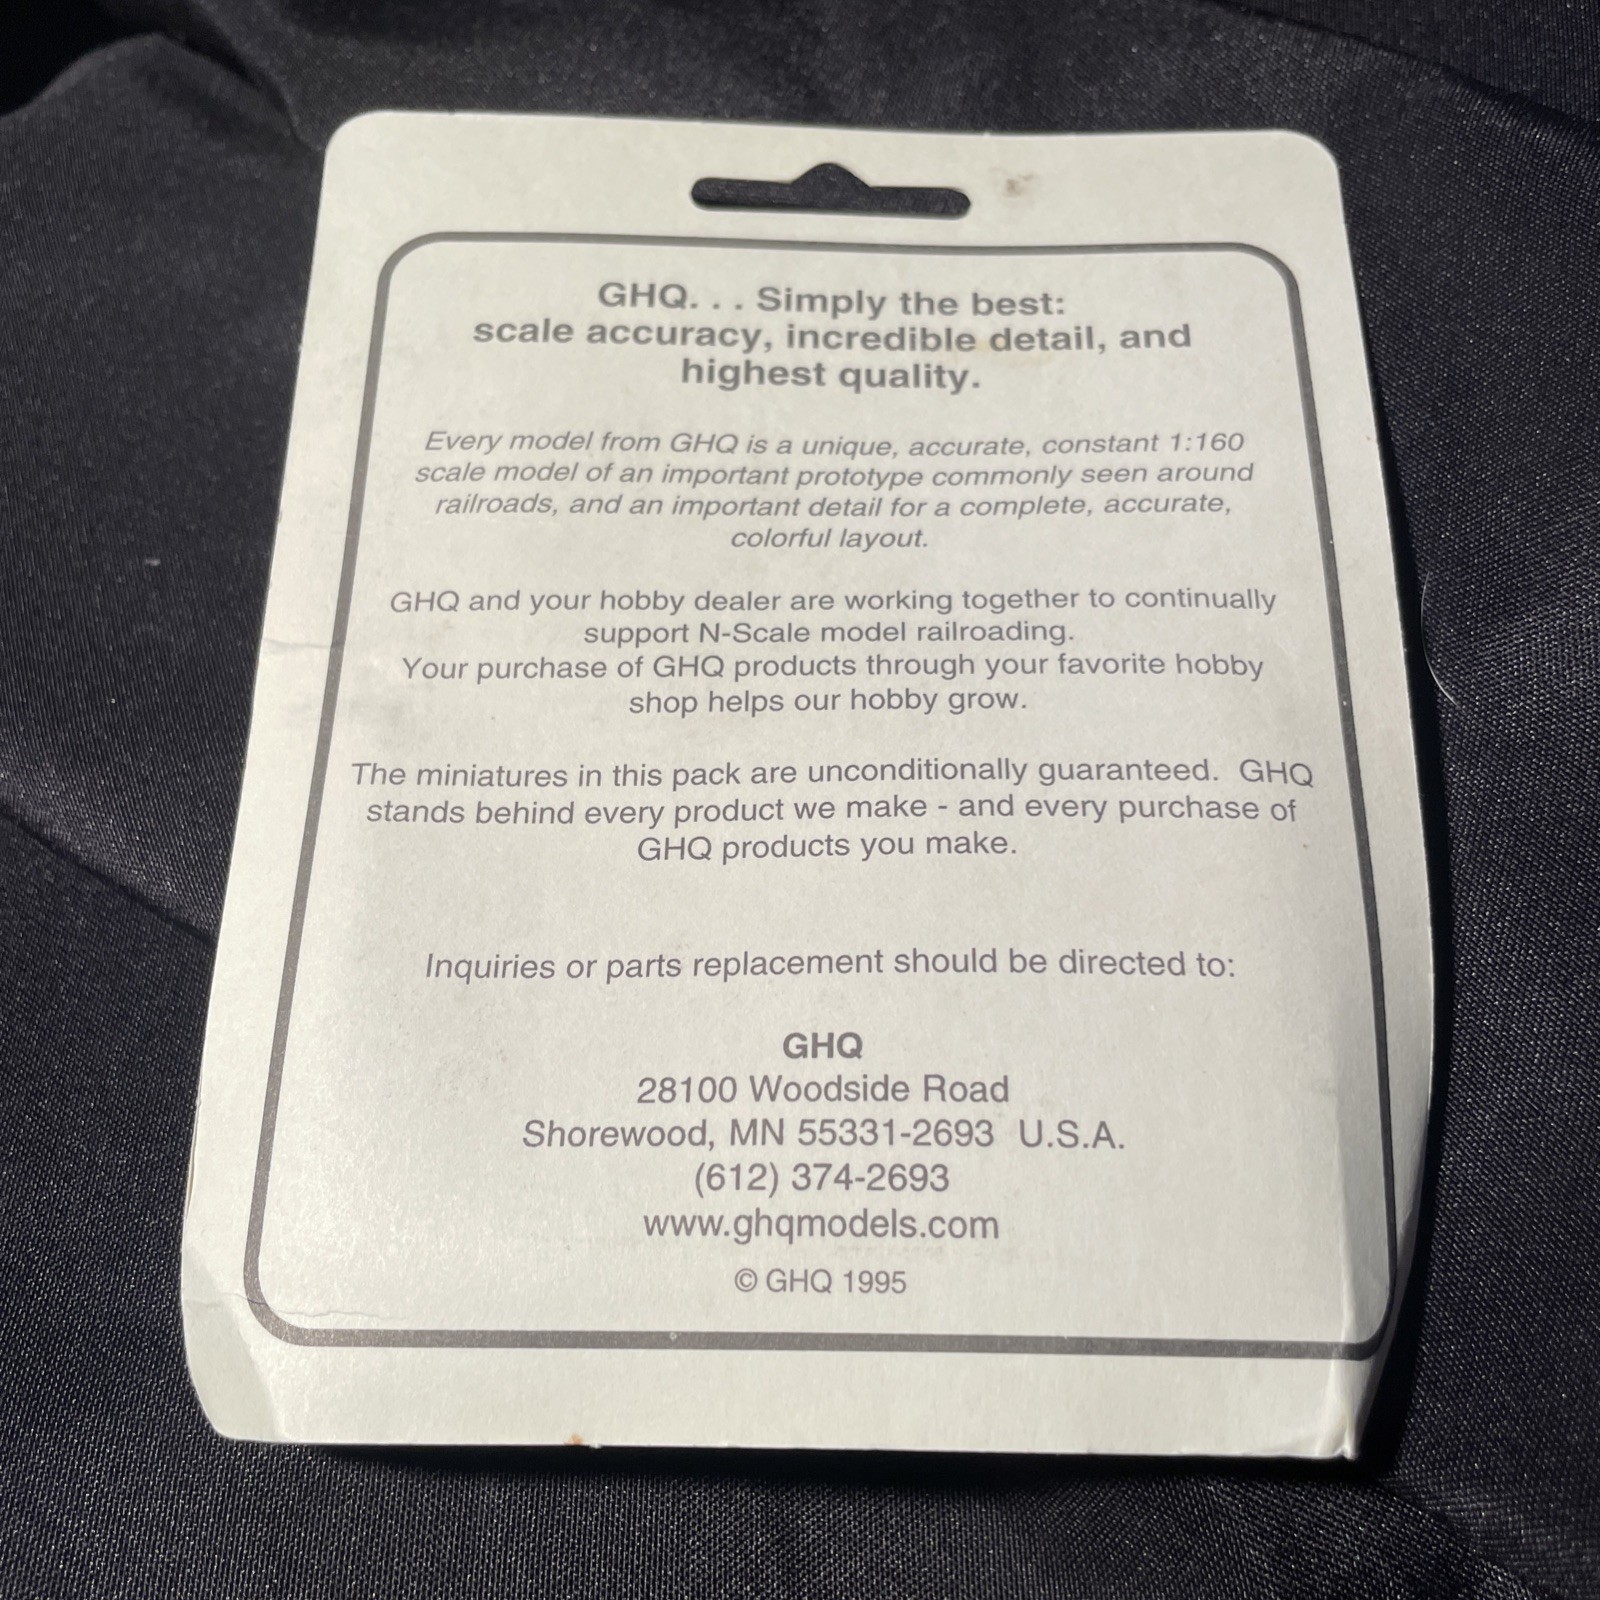 GHQ. . . Simply the best:
scale accuracy, incredible detail, and
highest quality.
Every model from GHQ is a unique, accurate, constant 1:160
scale model of an important prototype commonly seen around
railroads, and an important detail for a complete, accurate,
colorful layout.
GHQ and your hobby dealer are working together to continually
support N-Scale model railroading.
Your purchase of GHQ products through your favorite hobby
shop helps our hobby grow.
The miniatures in this pack are unconditionally guaranteed.  GHQ
stands behind every product we make - and every purchase of
GHQ products you make.
Inquiries or parts replacement should be directed to:
GHQ
28100 Woodside Road
Shorewood, MN 55331-2693  U.S.A.
(612) 374-2693
www.ghqmodels.com
© GHQ 1995